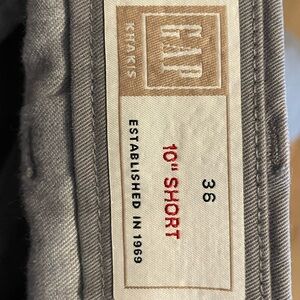 GAP
KHAKIS
36
10" SHORT
ESTABLISHED IN 1969